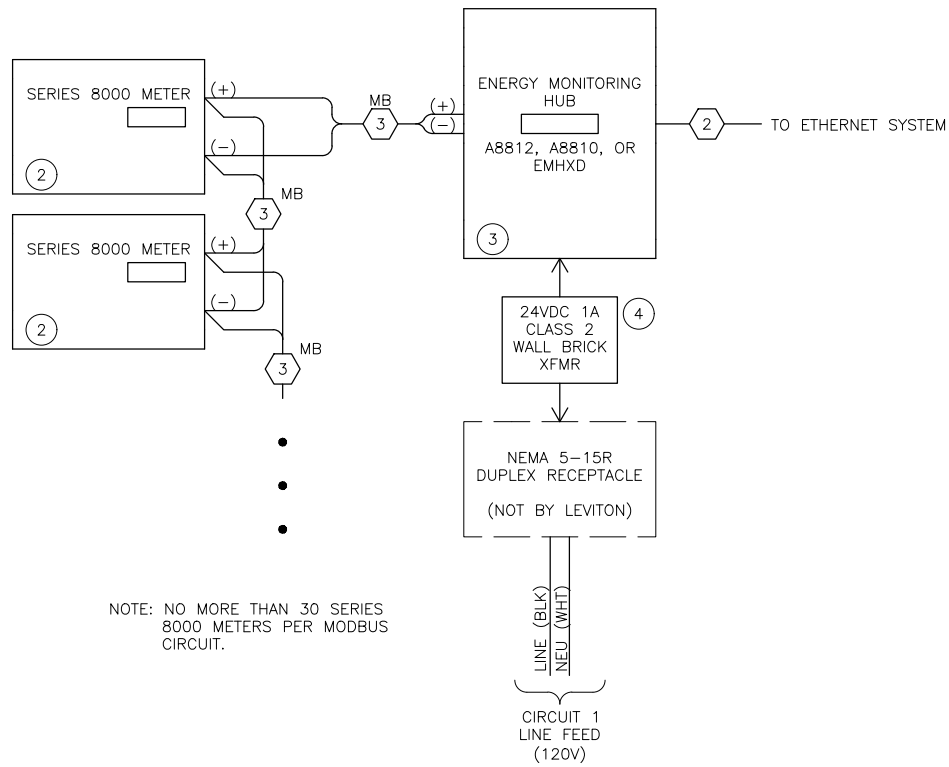 SERIES 8000 METER
(+)
(-)
2
MB
3
MB
3
(+)
(-)
ENERGY MONITORING
HUB
A8812, A8810, OR
EMHXD
3
2
TO ETHERNET SYSTEM
SERIES 8000 METER
(+)
(-)
2
MB
3
24VDC 1A
CLASS 2
WALL BRICK
XFMR
4
NEMA 5-15R
DUPLEX RECEPTACLE
(NOT BY LEVITON)
LINE (BLK)
NEU (WHT)
CIRCUIT 1
LINE FEED
(120V)
NOTE: NO MORE THAN 30 SERIES
8000 METERS PER MODBUS
CIRCUIT.